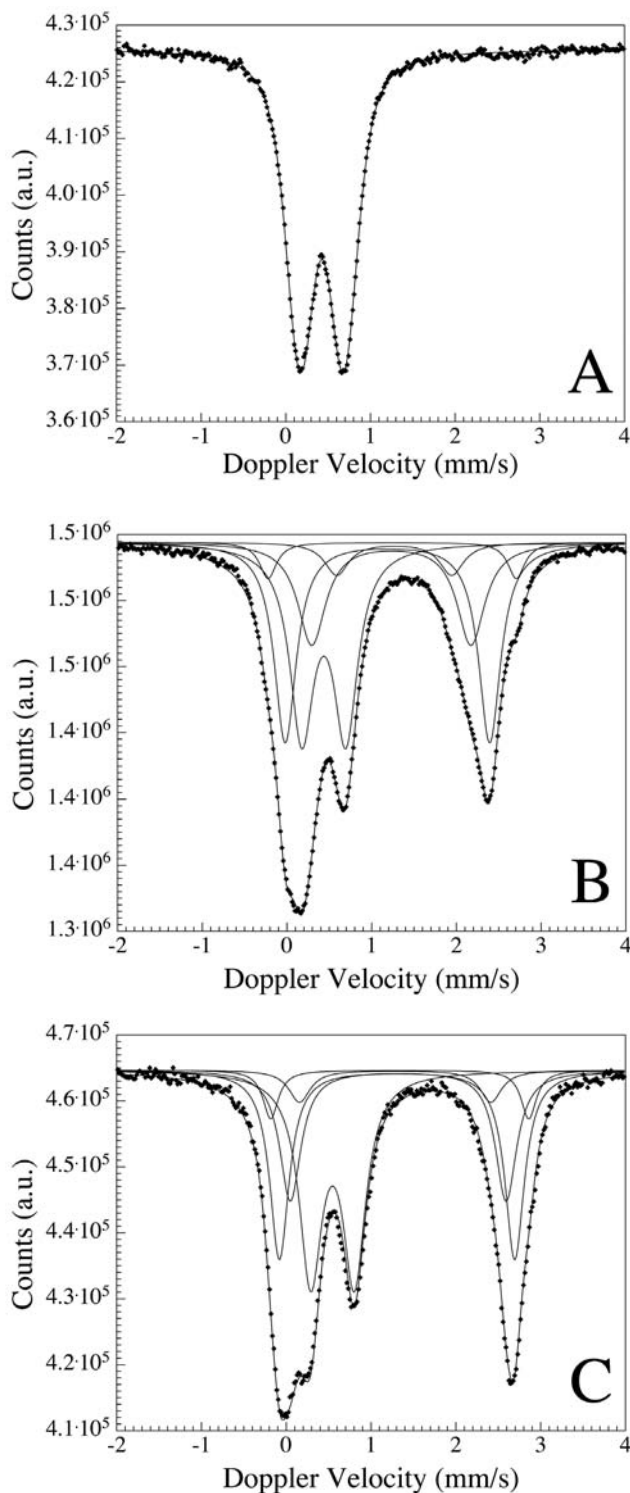 4.3·10⁵
4.2·10⁵
4.1·10⁵
4.0·10⁵
3.9·10⁵
3.8·10⁵
3.7·10⁵
3.6·10⁵
Counts (a.u.)
A
-2 -1 0 1 2 3 4
Doppler Velocity (mm/s)
1.5·10⁶
1.5·10⁶
1.5·10⁶
1.4·10⁶
1.4·10⁶
1.4·10⁶
1.3·10⁶
Counts (a.u.)
B
-2 -1 0 1 2 3 4
Doppler Velocity (mm/s)
4.7·10⁵
4.6·10⁵
4.5·10⁵
4.4·10⁵
4.3·10⁵
4.2·10⁵
4.1·10⁵
Counts (a.u.)
C
-2 -1 0 1 2 3 4
Doppler Velocity (mm/s)